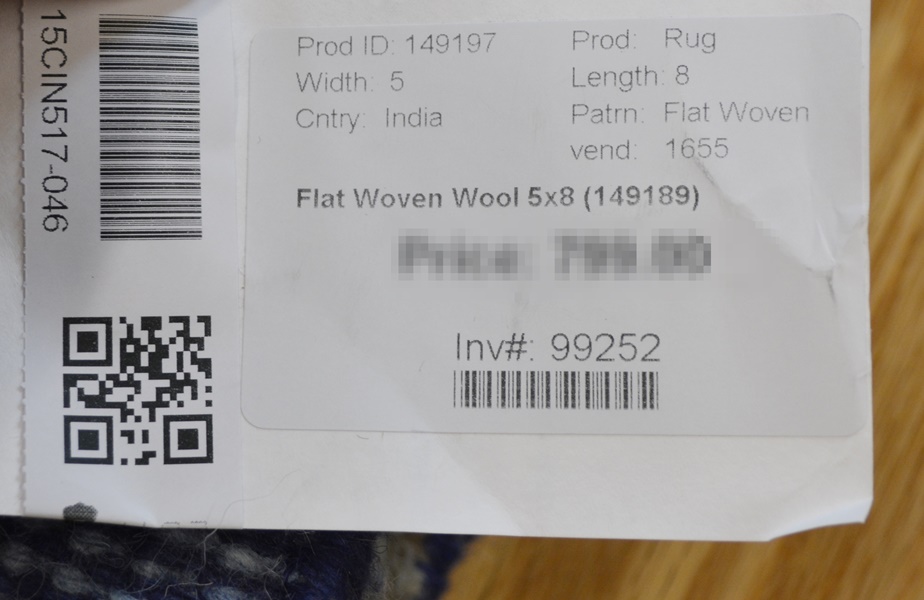 15CIN517-046
Prod ID: 149197 Prod: Rug
Width: 5 Length: 8
Cntry: India Patrn: Flat Woven
vend: 1655
Flat Woven Wool 5x8 (149189)
Inv#: 99252